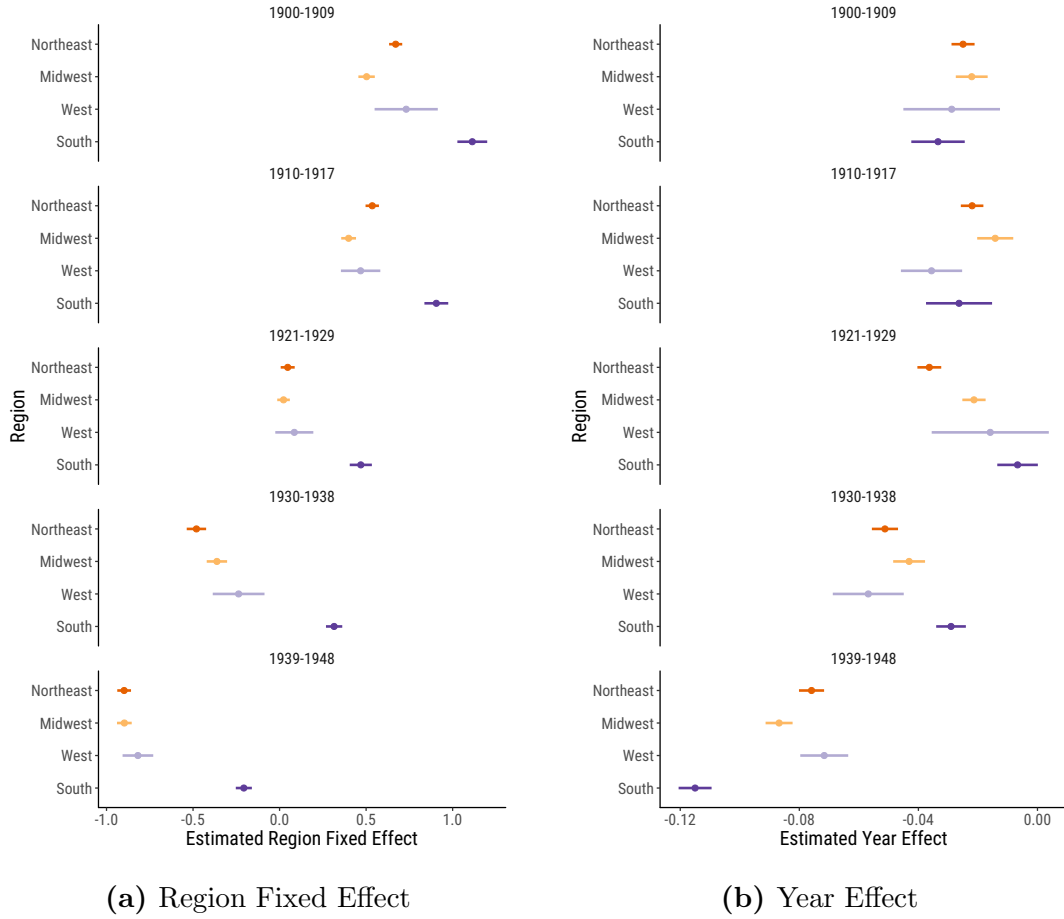 1900-1909
Northeast
Midwest
West
South
1910-1917
Northeast
Midwest
West
South
1921-1929
Northeast
Midwest
West
South
1930-1938
Northeast
Midwest
West
South
1939-1948
Northeast
Midwest
West
South
Region
-1.0 -0.5 0.0 0.5 1.0
Estimated Region Fixed Effect
(a) Region Fixed Effect
1900-1909
Northeast
Midwest
West
South
1910-1917
Northeast
Midwest
West
South
1921-1929
Northeast
Midwest
West
South
1930-1938
Northeast
Midwest
West
South
1939-1948
Northeast
Midwest
West
South
Region
-0.12 -0.08 -0.04 0.00
Estimated Year Effect
(b) Year Effect